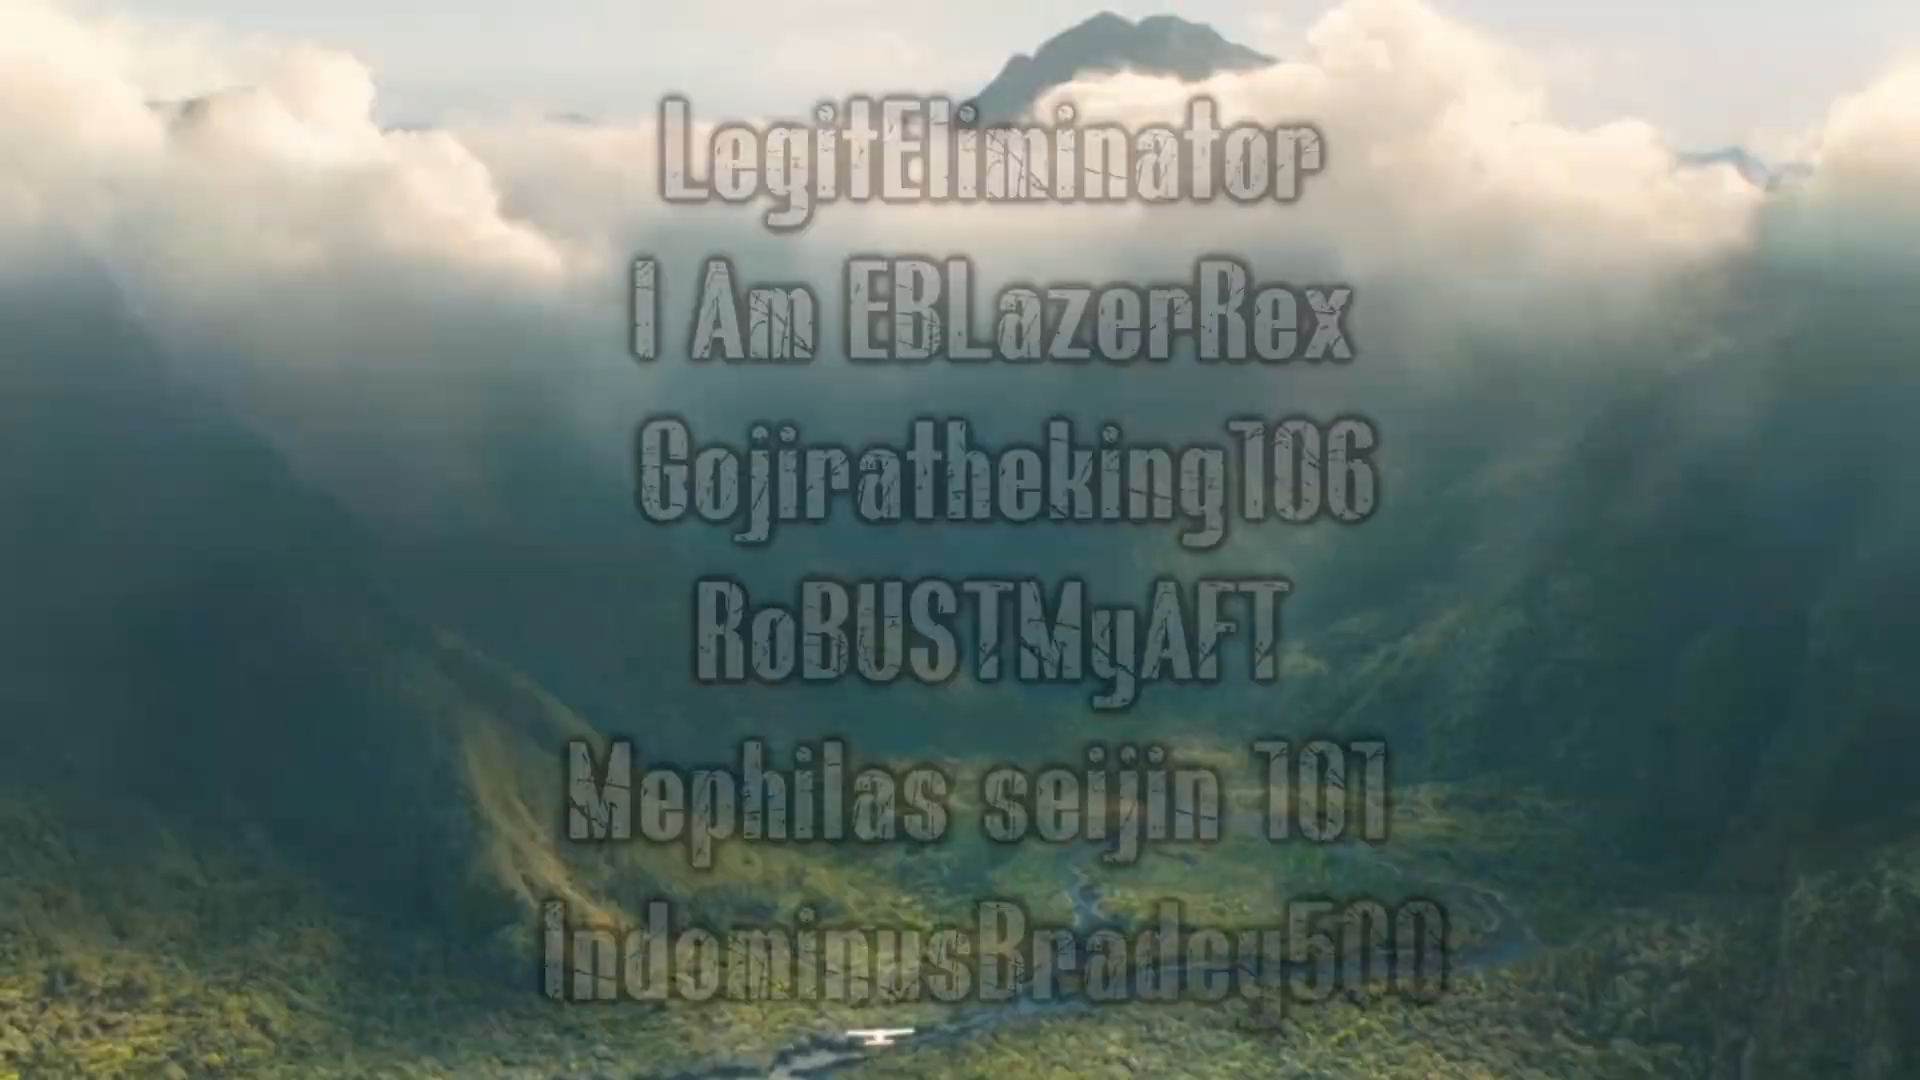 LegitEliminator
I Am EBLazerRex
Gojiratheking106
RoBUSTMyAFT
Mephilas seijin 101
IndominusBradey500